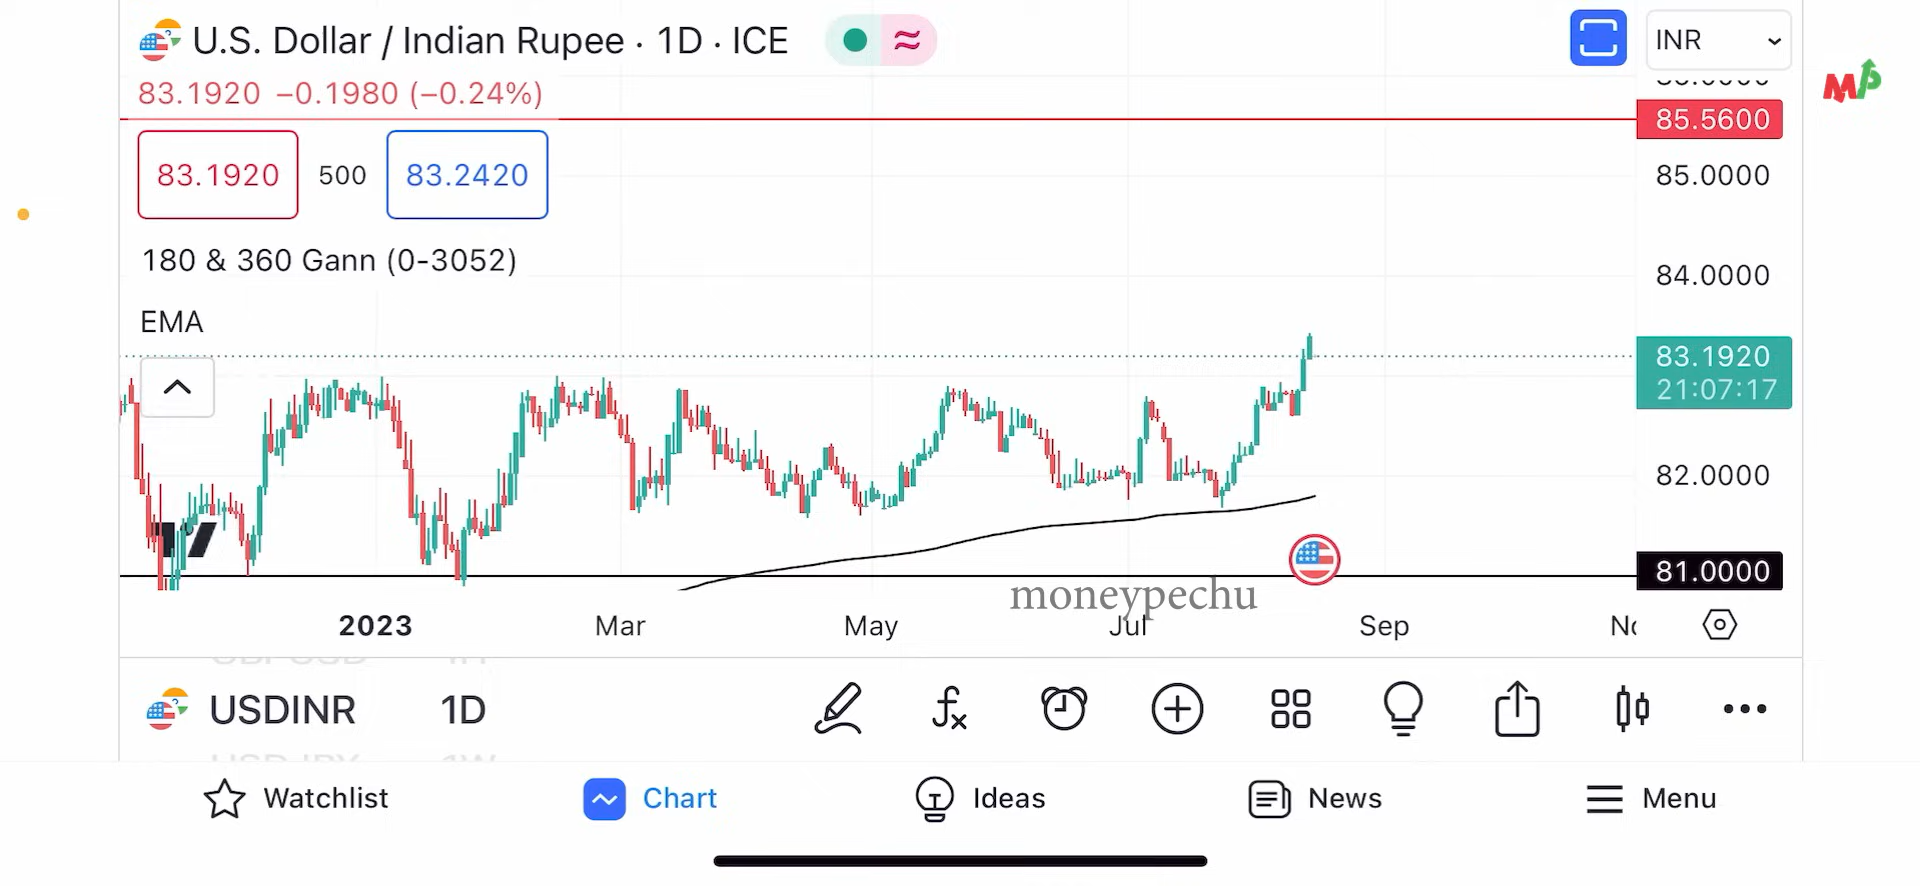 U.S. Dollar / Indian Rupee · 1D · ICE
INR
MP
83.1920 −0.1980 (−0.24%)
85.5600
83.1920 500 83.2420
85.0000
180 & 360 Gann (0-3052)
84.0000
EMA
83.1920
21:07:17
82.0000
81.0000
moneypechu
2023 Mar May Jul Sep
USDINR 1D
Watchlist Chart Ideas News Menu